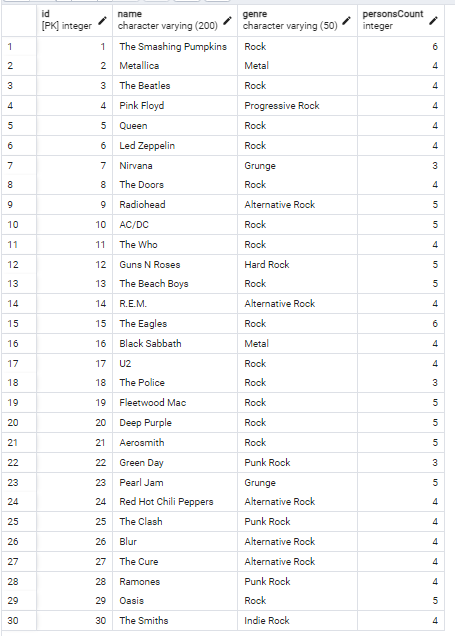 id name genre personsCount
[PK] integer character varying (200) character varying (50) integer
1 1 The Smashing Pumpkins Rock 6
2 2 Metallica Metal 4
3 3 The Beatles Rock 4
4 4 Pink Floyd Progressive Rock 4
5 5 Queen Rock 4
6 6 Led Zeppelin Rock 4
7 7 Nirvana Grunge 3
8 8 The Doors Rock 4
9 9 Radiohead Alternative Rock 5
10 10 AC/DC Rock 5
11 11 The Who Rock 4
12 12 Guns N Roses Hard Rock 5
13 13 The Beach Boys Rock 5
14 14 R.E.M. Alternative Rock 4
15 15 The Eagles Rock 6
16 16 Black Sabbath Metal 4
17 17 U2 Rock 4
18 18 The Police Rock 3
19 19 Fleetwood Mac Rock 5
20 20 Deep Purple Rock 5
21 21 Aerosmith Rock 5
22 22 Green Day Punk Rock 3
23 23 Pearl Jam Grunge 5
24 24 Red Hot Chili Peppers Alternative Rock 4
25 25 The Clash Punk Rock 4
26 26 Blur Alternative Rock 4
27 27 The Cure Alternative Rock 4
28 28 Ramones Punk Rock 4
29 29 Oasis Rock 5
30 30 The Smiths Indie Rock 4